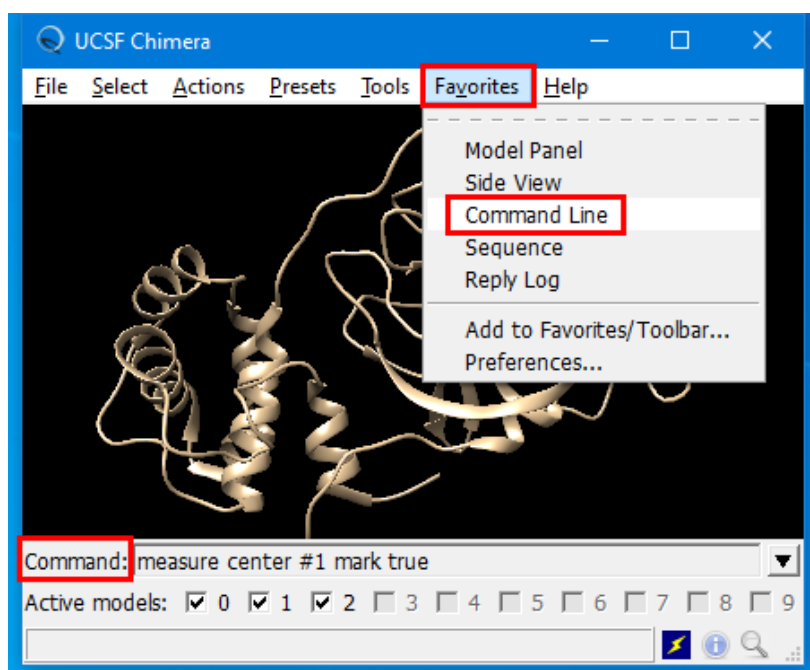 UCSF Chimera
File Select Actions Presets Tools Favorites Help
Model Panel
Side View
Command Line
Sequence
Reply Log
Add to Favorites/Toolbar...
Preferences...
Command: measure center #1 mark true
Active models: 0 1 2 3 4 5 6 7 8 9